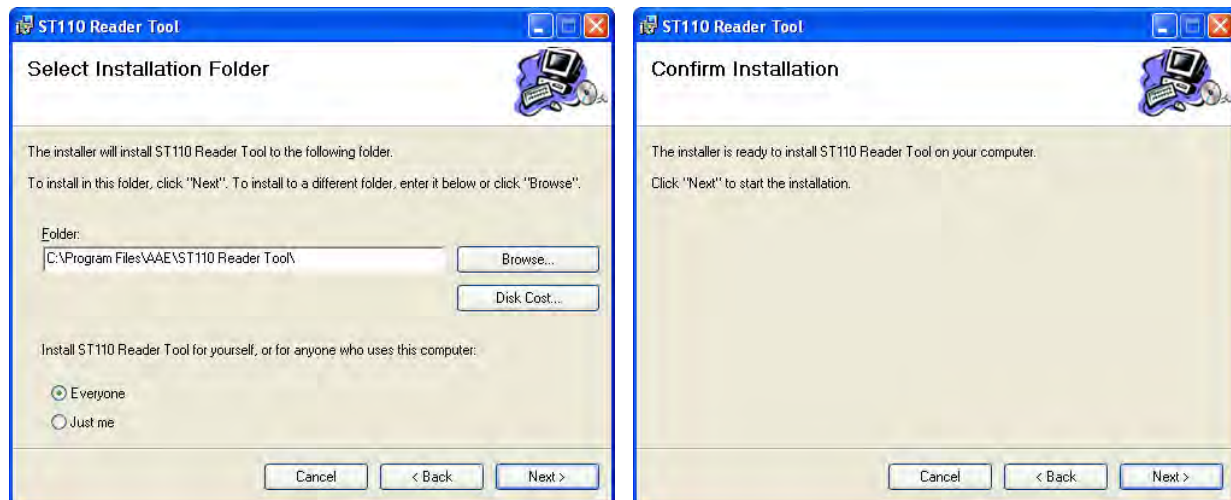 ST110 Reader Tool
Select Installation Folder
The installer will install ST110 Reader Tool to the following folder.
To install in this folder, click "Next". To install to a different folder, enter it below or click "Browse".
Folder:
C:\Program Files\AAE\ST110 Reader Tool\
Browse...
Disk Cost...
Install ST110 Reader Tool for yourself, or for anyone who uses this computer:
Everyone
Just me
Cancel
< Back
Next >
ST110 Reader Tool
Confirm Installation
The installer is ready to install ST110 Reader Tool on your computer.
Click "Next" to start the installation.
Cancel
< Back
Next >